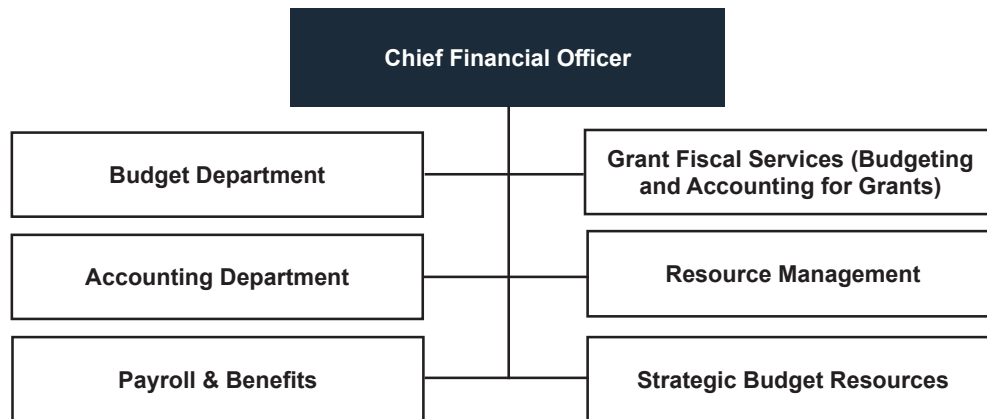 Chief Financial Officer
Budget Department
Grant Fiscal Services (Budgeting
and Accounting for Grants)
Accounting Department
Resource Management
Payroll & Benefits
Strategic Budget Resources